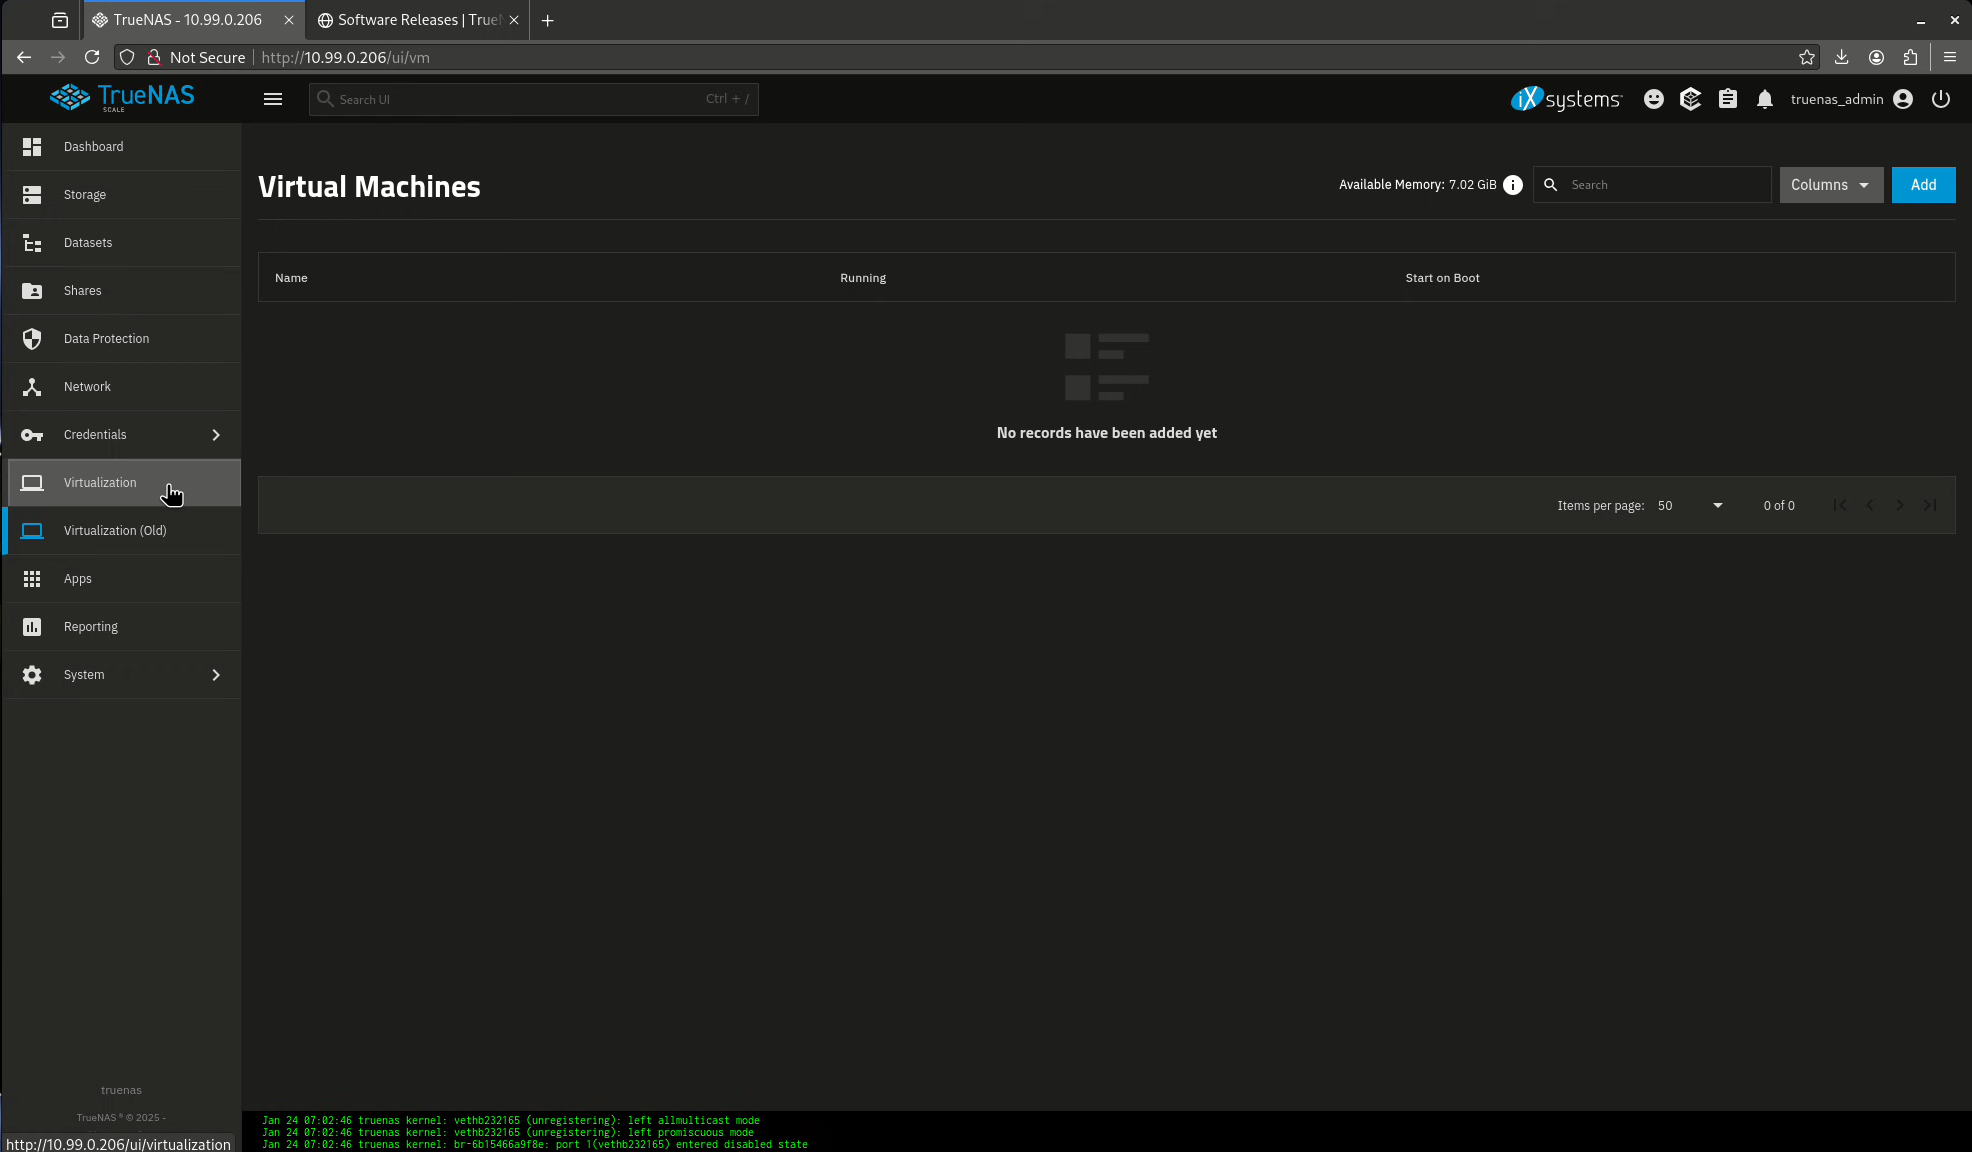 TrueNAS - 10.99.0.206
Software Releases | True
Not Secure
http://10.99.0.206/ui/vm
TrueNAS
SCALE
Search UI
Ctrl + /
iXsystems
truenas_admin
Dashboard
Storage
Datasets
Shares
Data Protection
Network
Credentials
Virtualization
Virtualization (Old)
Apps
Reporting
System
truenas
TrueNAS ® © 2025 -
http://10.99.0.206/ui/virtualization
Virtual Machines
Available Memory: 7.02 GiB
Search
Columns
Add
Name
Running
Start on Boot
No records have been added yet
Items per page: 50
0 of 0
Jan 24 07:02:46 truenas kernel: vethb232165 (unregistering): left allmulticast mode
Jan 24 07:02:46 truenas kernel: vethb232165 (unregistering): left promiscuous mode
Jan 24 07:02:46 truenas kernel: br-6b15466a9f8e: port 1(vethb232165) entered disabled state